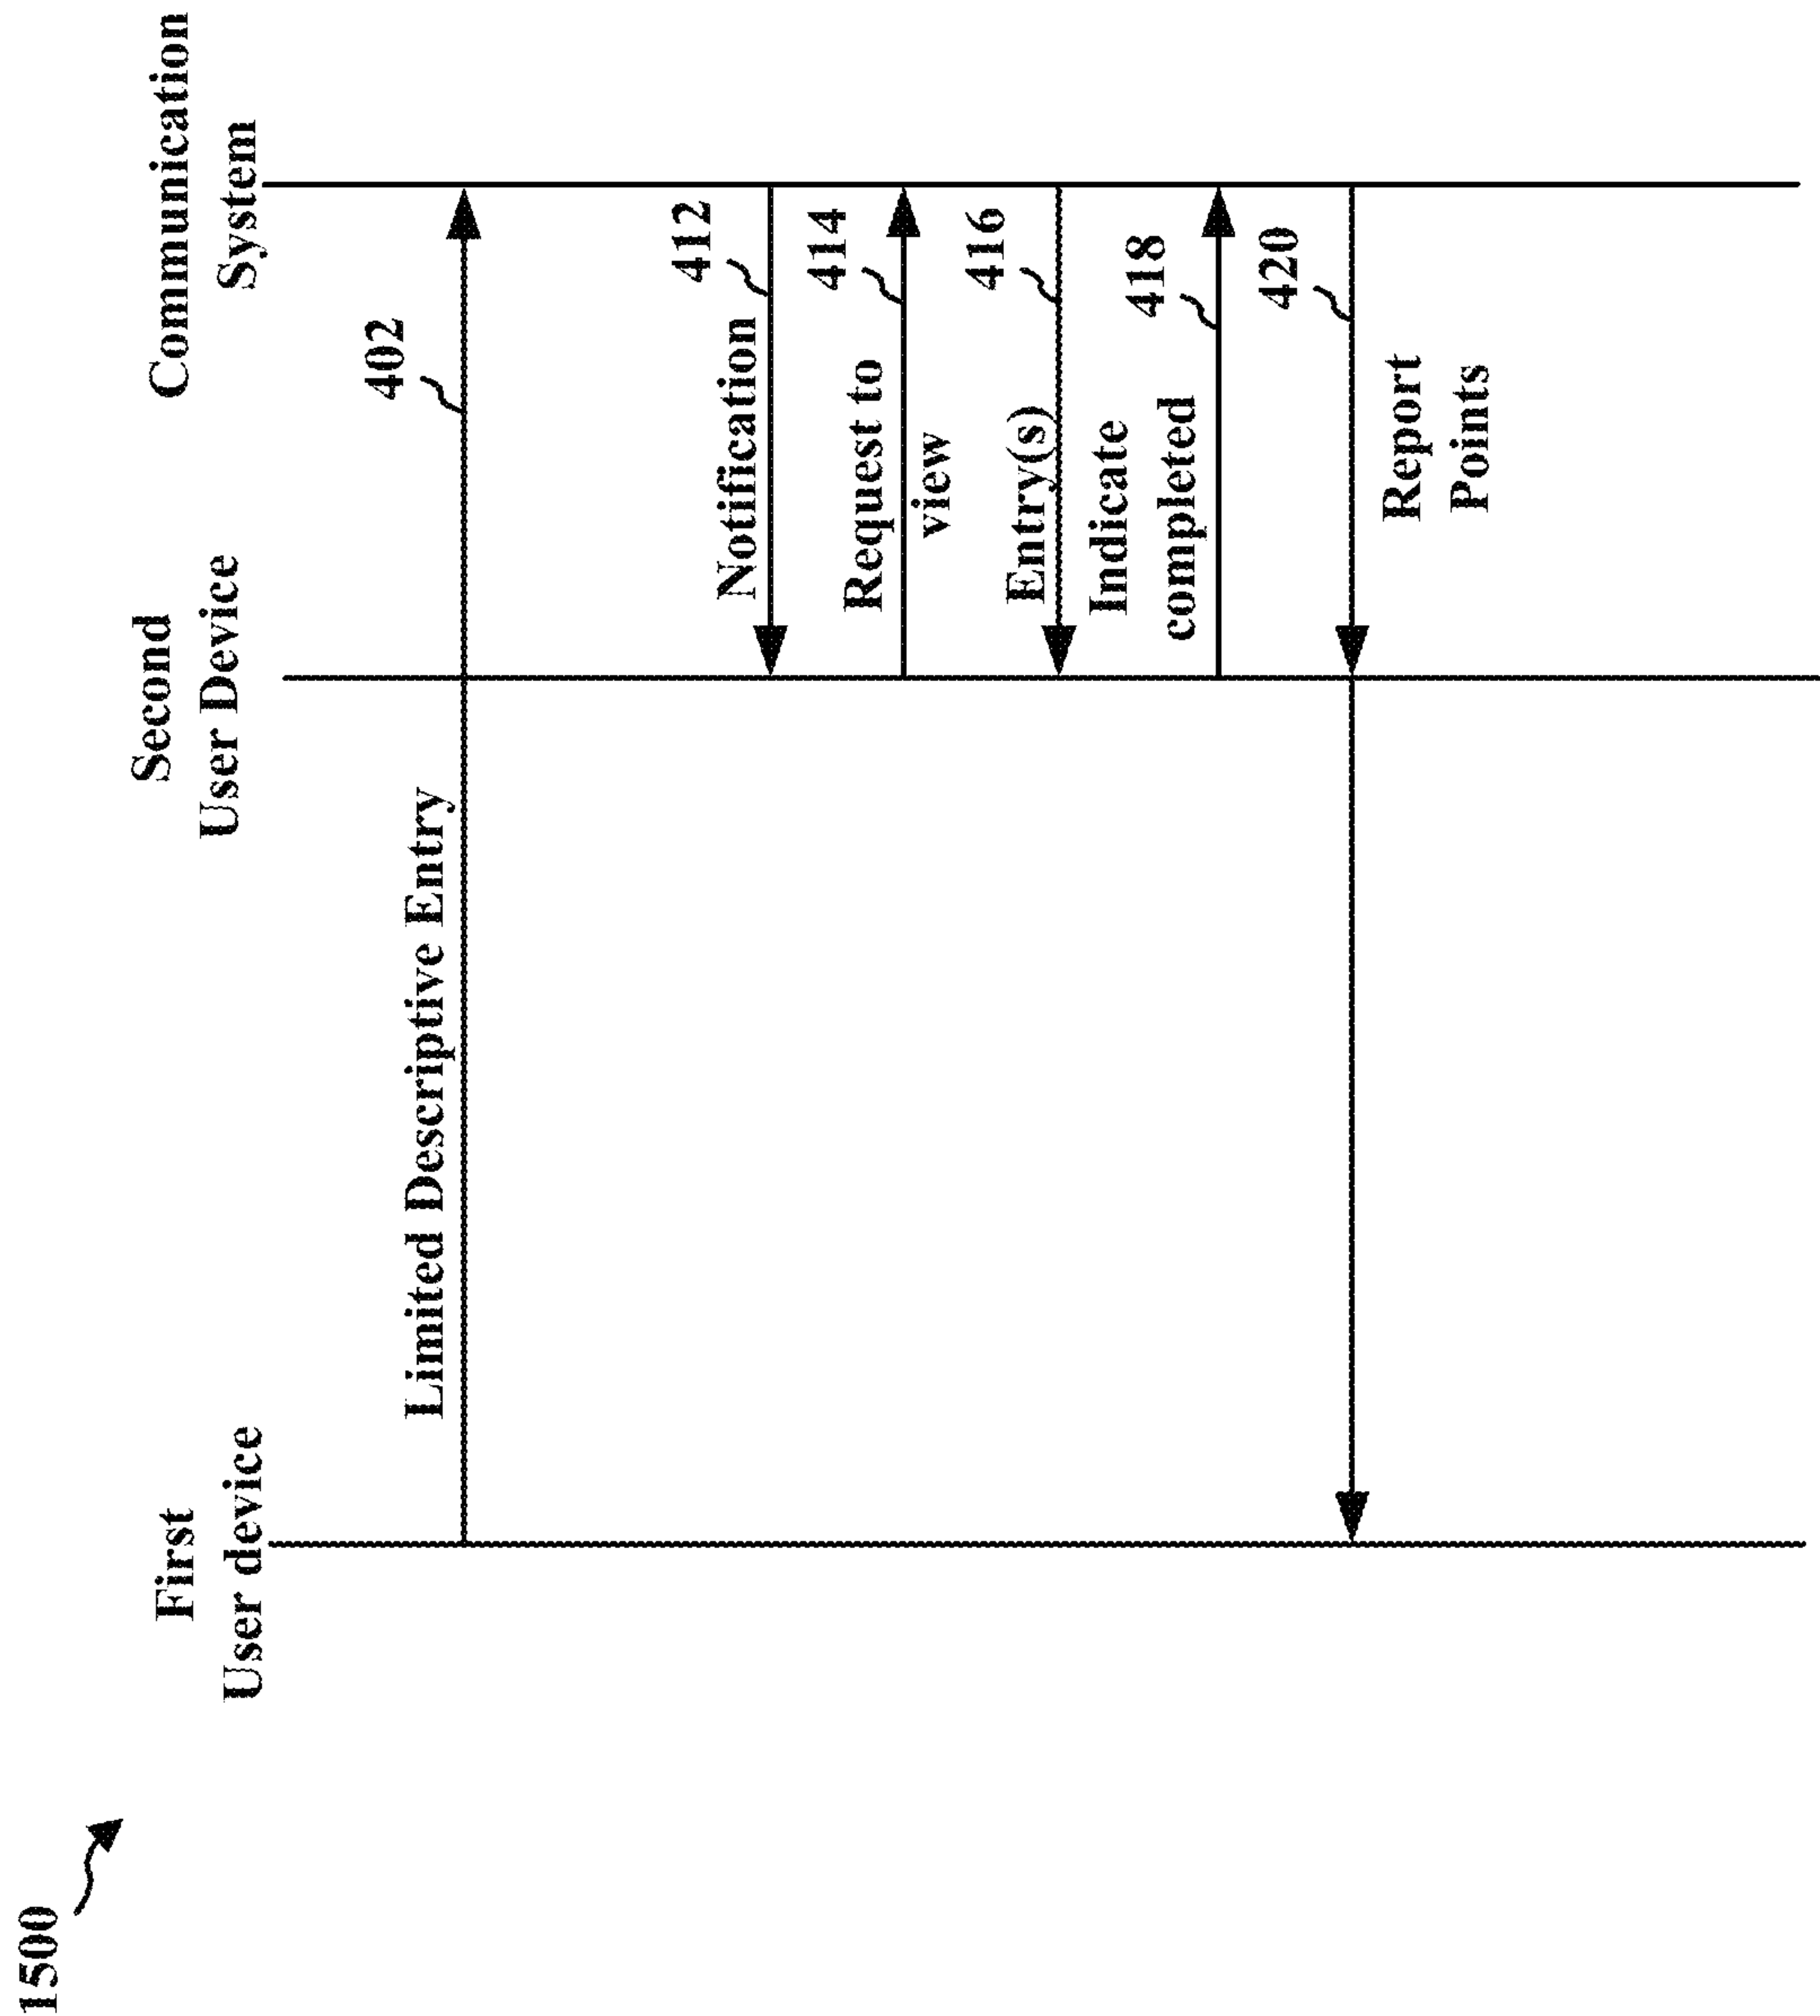 1500
First
User device
Second
User Device
Communication
System
Limited Descriptive Entry
402
Notification
412
Request to
view
414
Entry(s)
416
Indicate
completed
418
420
Report
Points